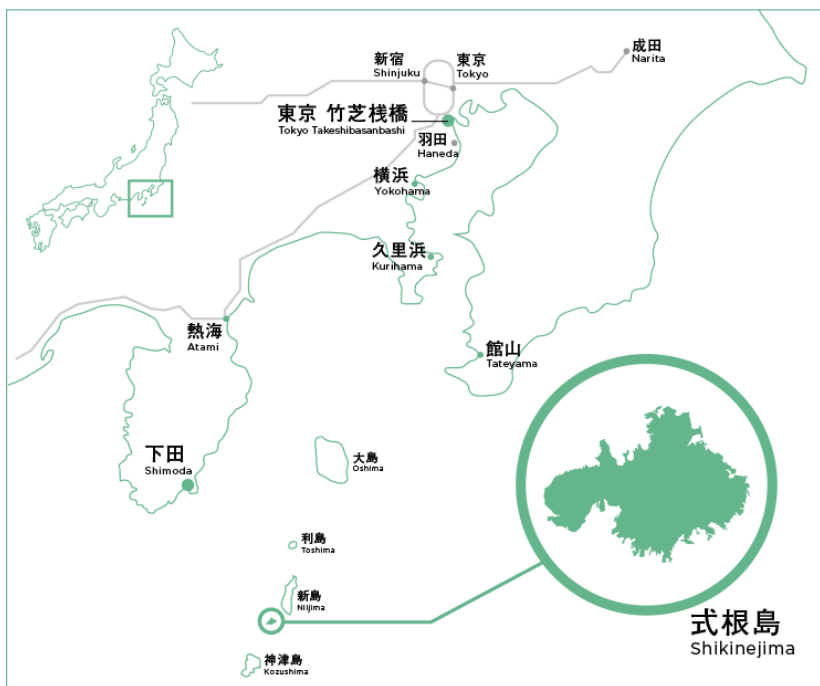 新宿
Shinjuku
東京
Tokyo
成田
Narita
東京 竹芝桟橋
Tokyo Takeshibasanbashi
羽田
Haneda
横浜
Yokohama
久里浜
Kurihama
熱海
Atami
館山
Tateyama
下田
Shimoda
大島
Oshima
利島
Toshima
新島
Niijima
式根島
Shikinejima
神津島
Kozushima